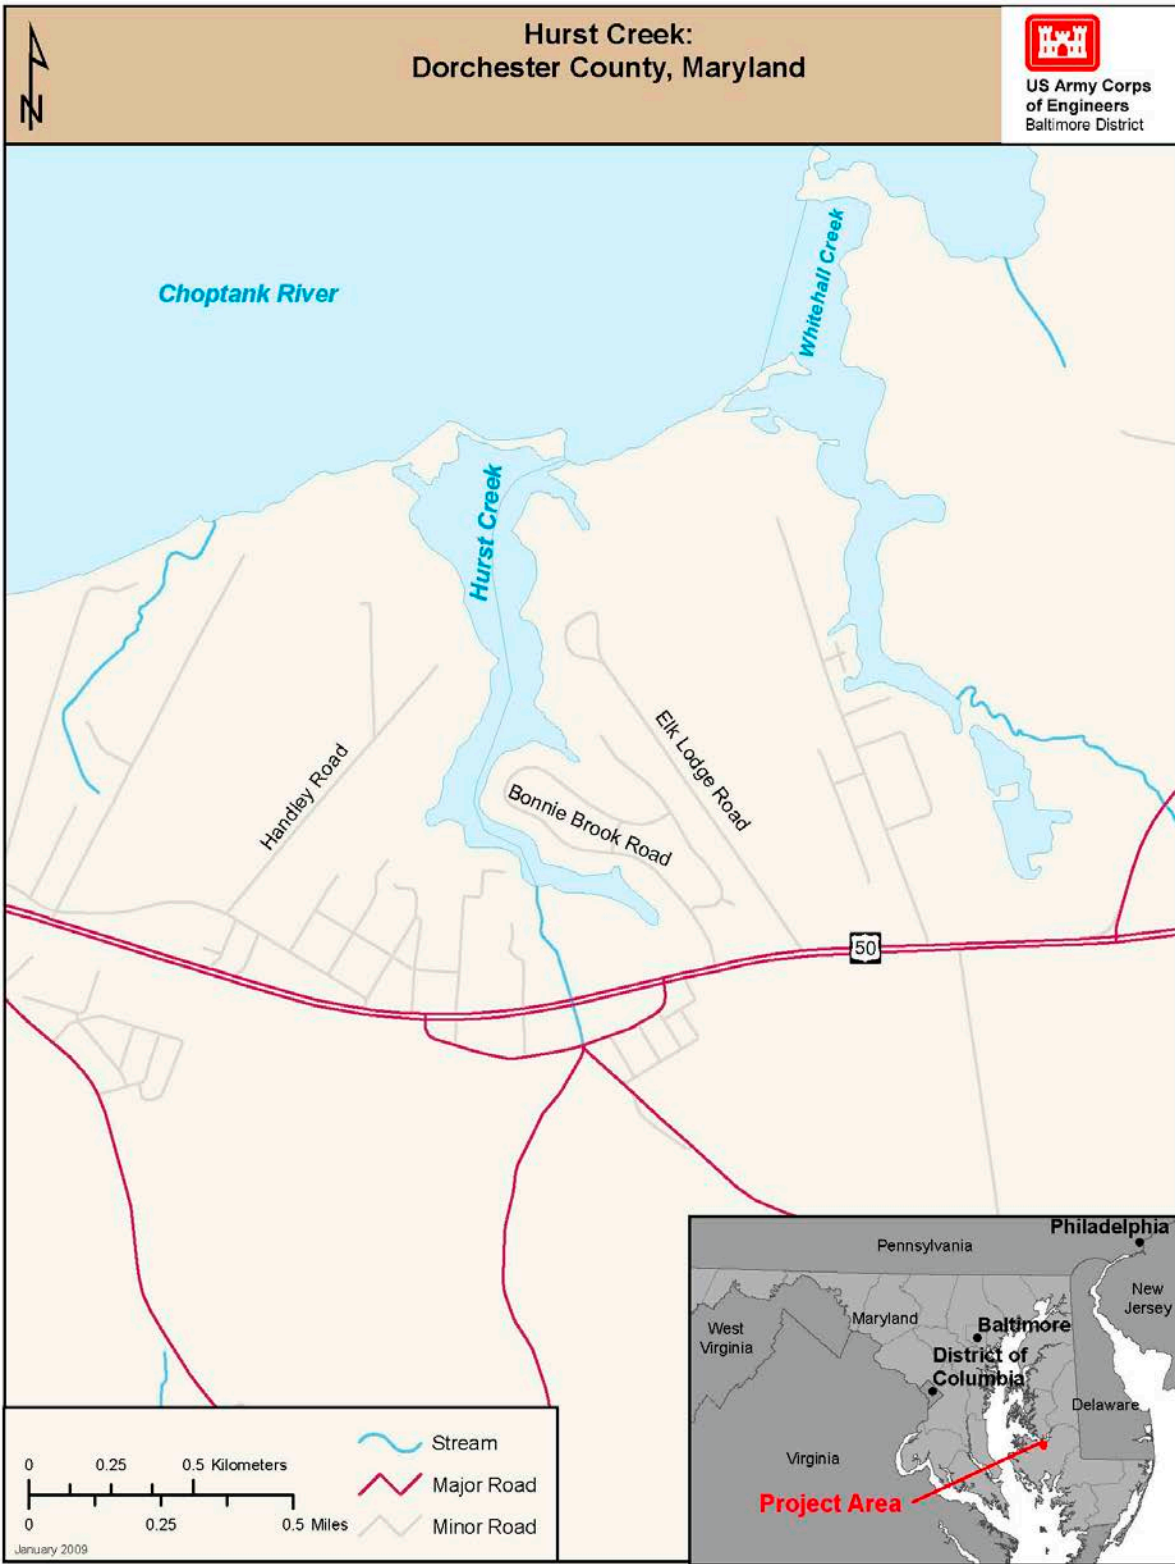 Hurst Creek:
Dorchester County, Maryland
N
US Army Corps
of Engineers
Baltimore District
Choptank River
Whitehall Creek
Hurst Creek
Handley Road
Elk Lodge Road
Bonnie Brook Road
50
Philadelphia
Pennsylvania
New
Jersey
Maryland
Baltimore
West
Virginia
District of
Columbia
Delaware
Virginia
Project Area
0 0.25 0.5 Kilometers
0 0.25 0.5 Miles
Stream
Major Road
Minor Road
January 2009